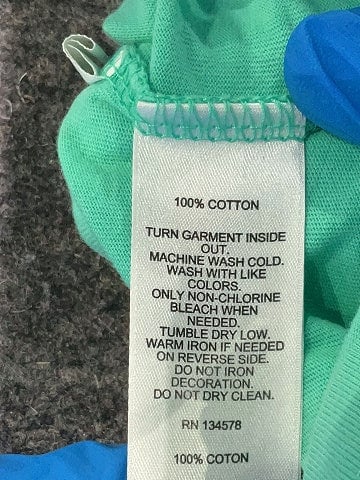 100% COTTON
TURN GARMENT INSIDE
OUT.
MACHINE WASH COLD.
WASH WITH LIKE
COLORS.
ONLY NON-CHLORINE
BLEACH WHEN
NEEDED.
TUMBLE DRY LOW.
WARM IRON IF NEEDED
ON REVERSE SIDE.
DO NOT IRON
DECORATION.
DO NOT DRY CLEAN.
RN 134578
100% COTON